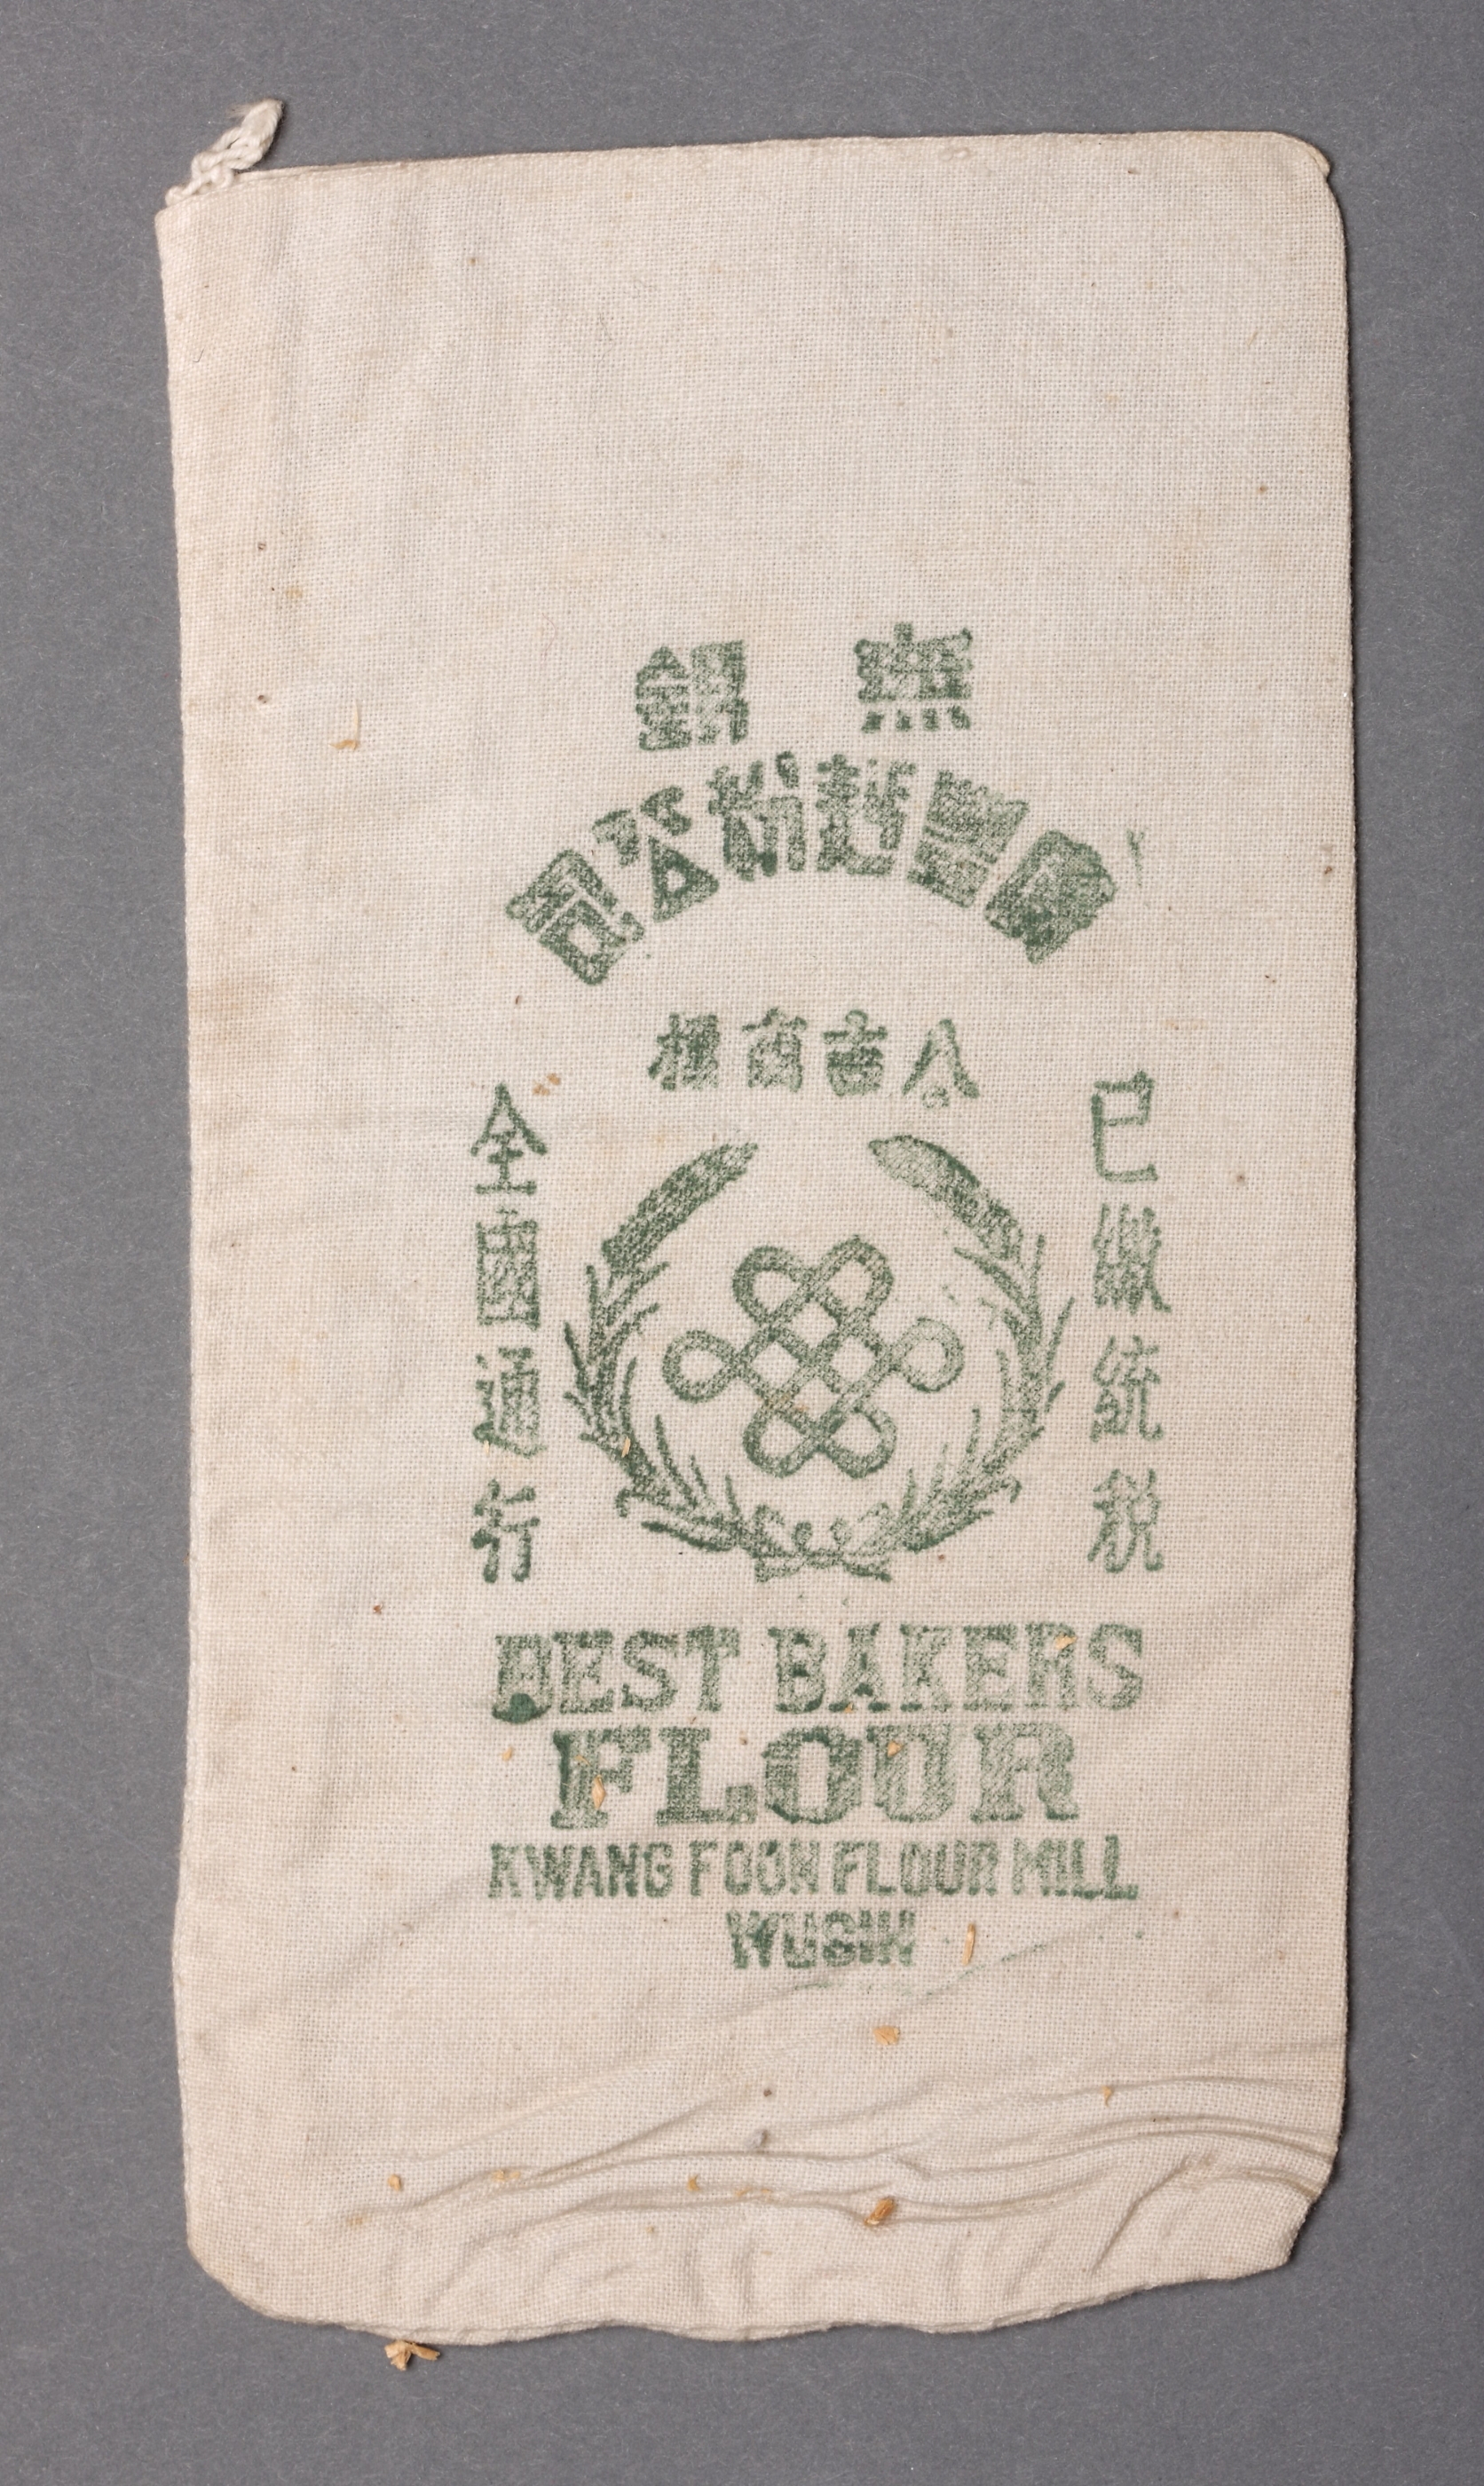 無錫
廣豐麵粉公司
八吉商標
已繳統稅
全國通行
BEST BAKERS
FLOUR
KWANG FOON FLOUR MILL
WUSIH